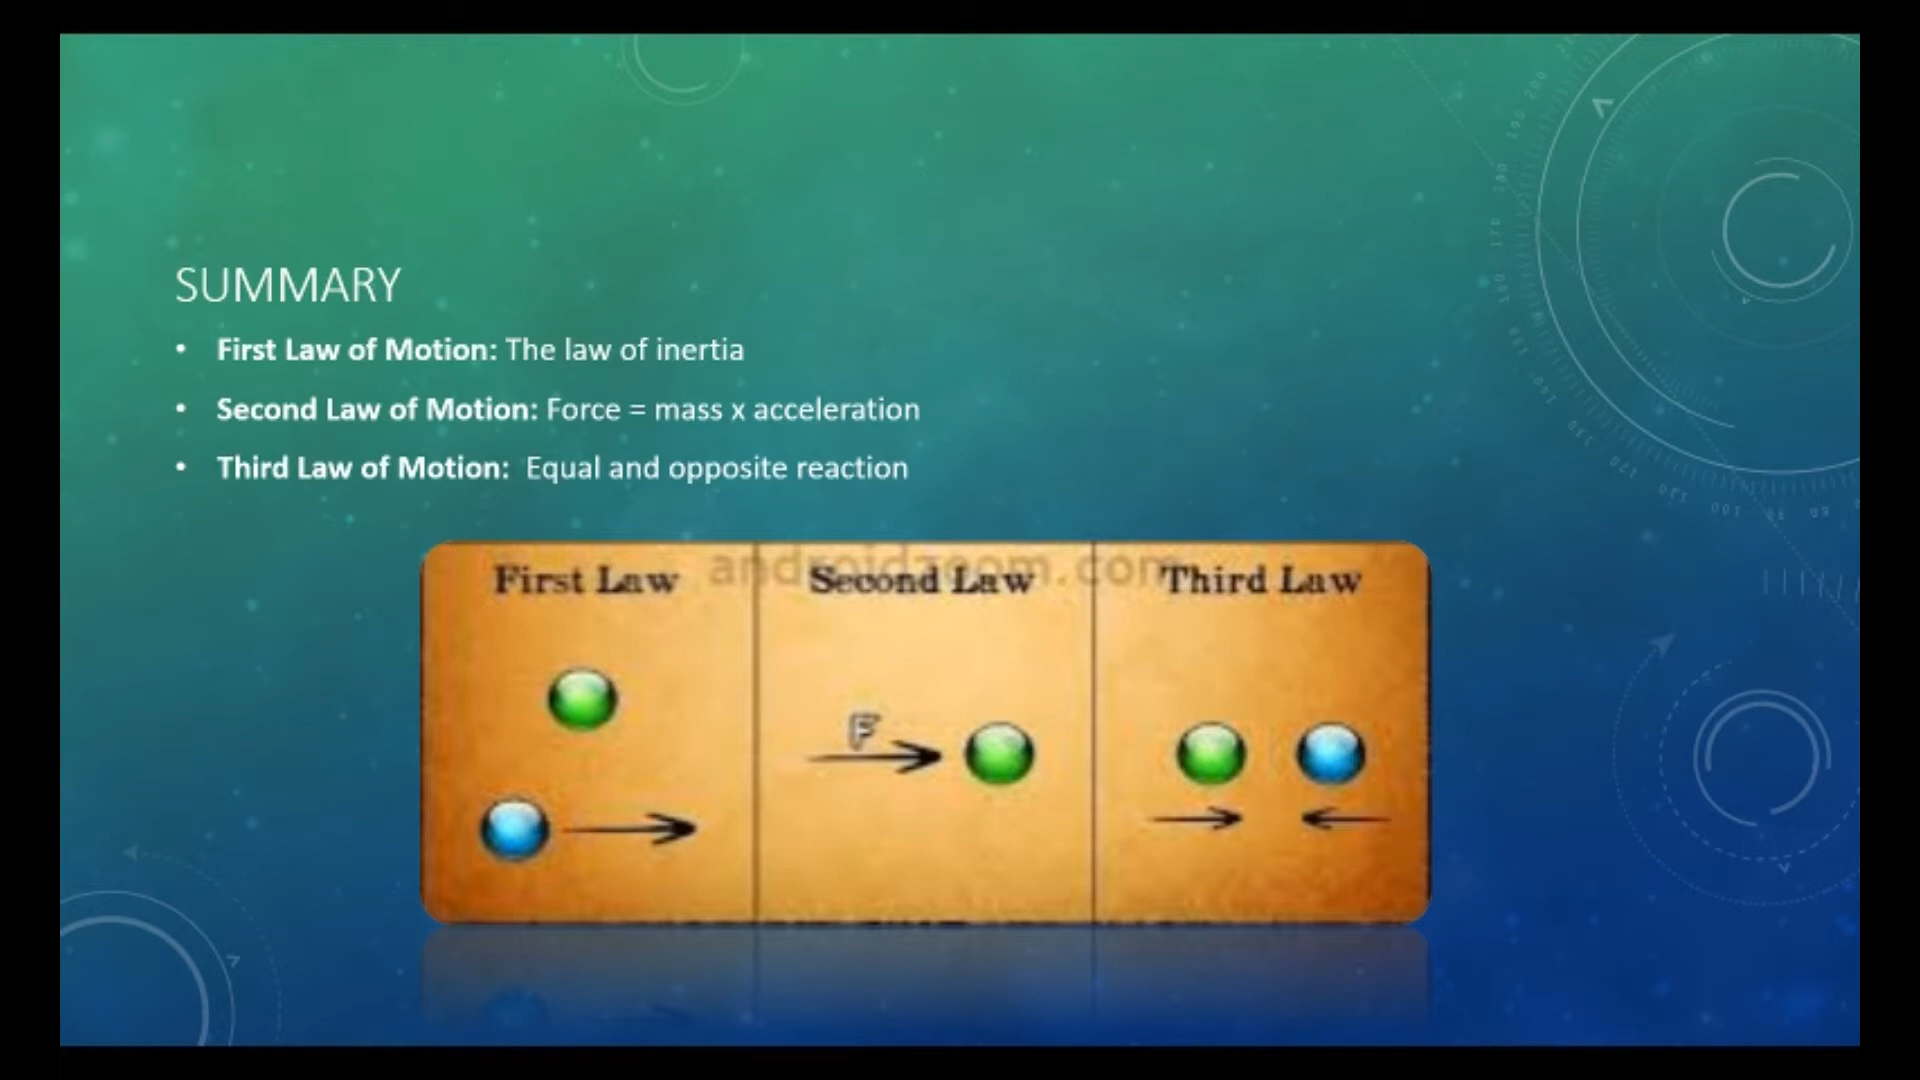 SUMMARY
• First Law of Motion: The law of inertia
• Second Law of Motion: Force = mass x acceleration
• Third Law of Motion: Equal and opposite reaction
androidzoom.com
First Law
Second Law
Third Law
F